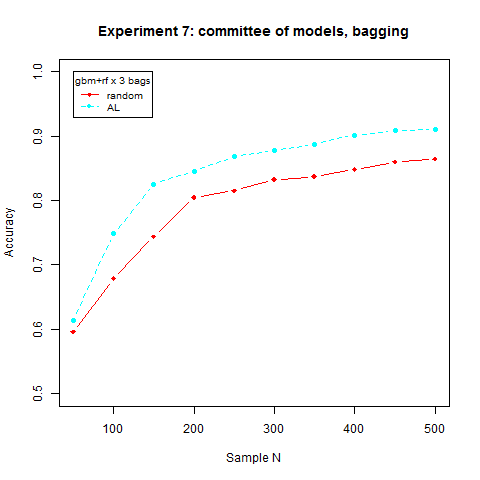 Experiment 7: committee of models, bagging
gbm+rf x 3 bags
random
AL
Accuracy
1.0
0.9
0.8
0.7
0.6
0.5
100 200 300 400 500
Sample N